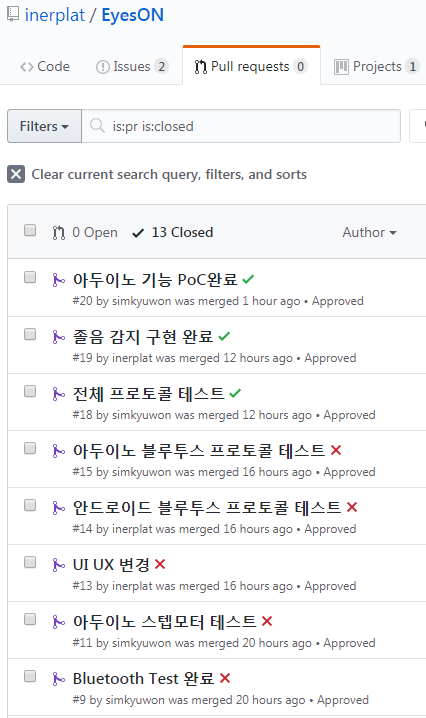 inerplat / EyesON
Code Issues 2 Pull requests 0 Projects 1
Filters is:pr is:closed
Clear current search query, filters, and sorts
0 Open 13 Closed Author
아두이노 기능 PoC완료
#20 by simkyuwon was merged 1 hour ago • Approved
졸음 감지 구현 완료
#19 by inerplat was merged 12 hours ago • Approved
전체 프로토콜 테스트
#18 by simkyuwon was merged 12 hours ago • Approved
아두이노 블루투스 프로토콜 테스트
#15 by simkyuwon was merged 16 hours ago • Approved
안드로이드 블루투스 프로토콜 테스트
#14 by inerplat was merged 16 hours ago • Approved
UI UX 변경
#13 by inerplat was merged 16 hours ago • Approved
아두이노 스텝모터 테스트
#11 by simkyuwon was merged 20 hours ago • Approved
Bluetooth Test 완료
#9 by simkyuwon was merged 20 hours ago • Approved